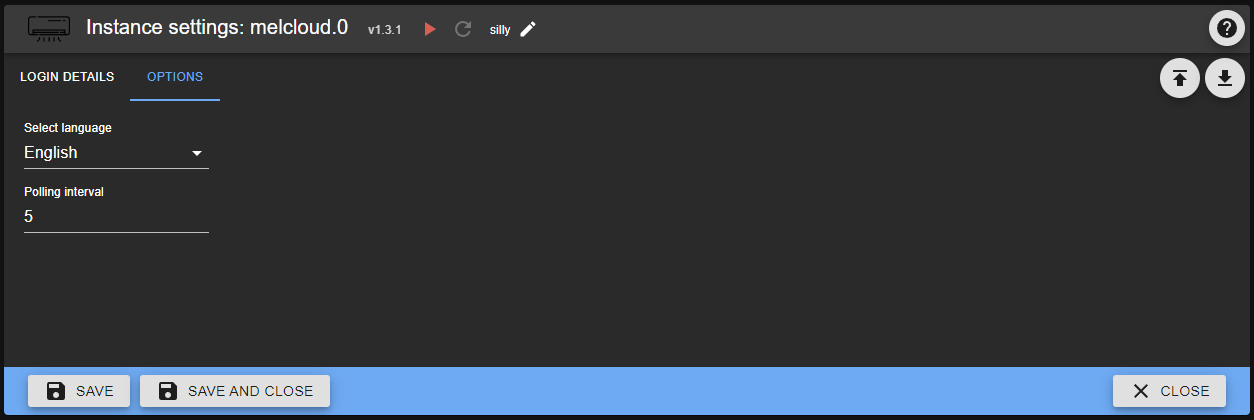 Instance settings: melcloud.0 v1.3.1 silly
LOGIN DETAILS OPTIONS
Select language
English
Polling interval
5
SAVE SAVE AND CLOSE CLOSE